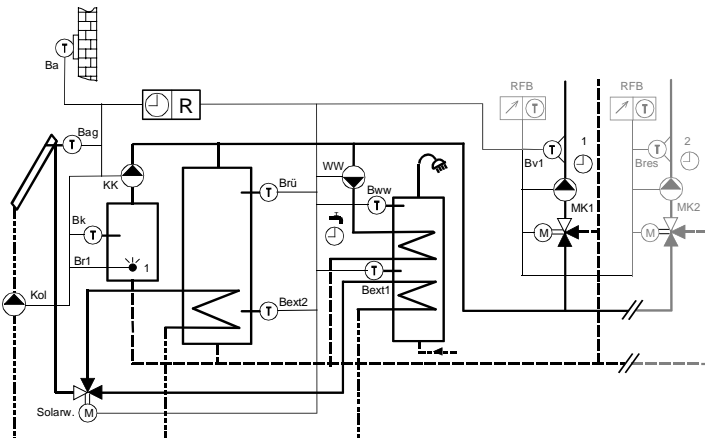 T
Ba
R
RFB
RFB
T
T
T
Bag
KK
WW
T
1
Bv1
T
2
Bres
T
Brü
T
Bww
MK1
MK2
Bk
T
M
M
Br1
1
T
Bext1
Kol
T
Bext2
Solarw.
M